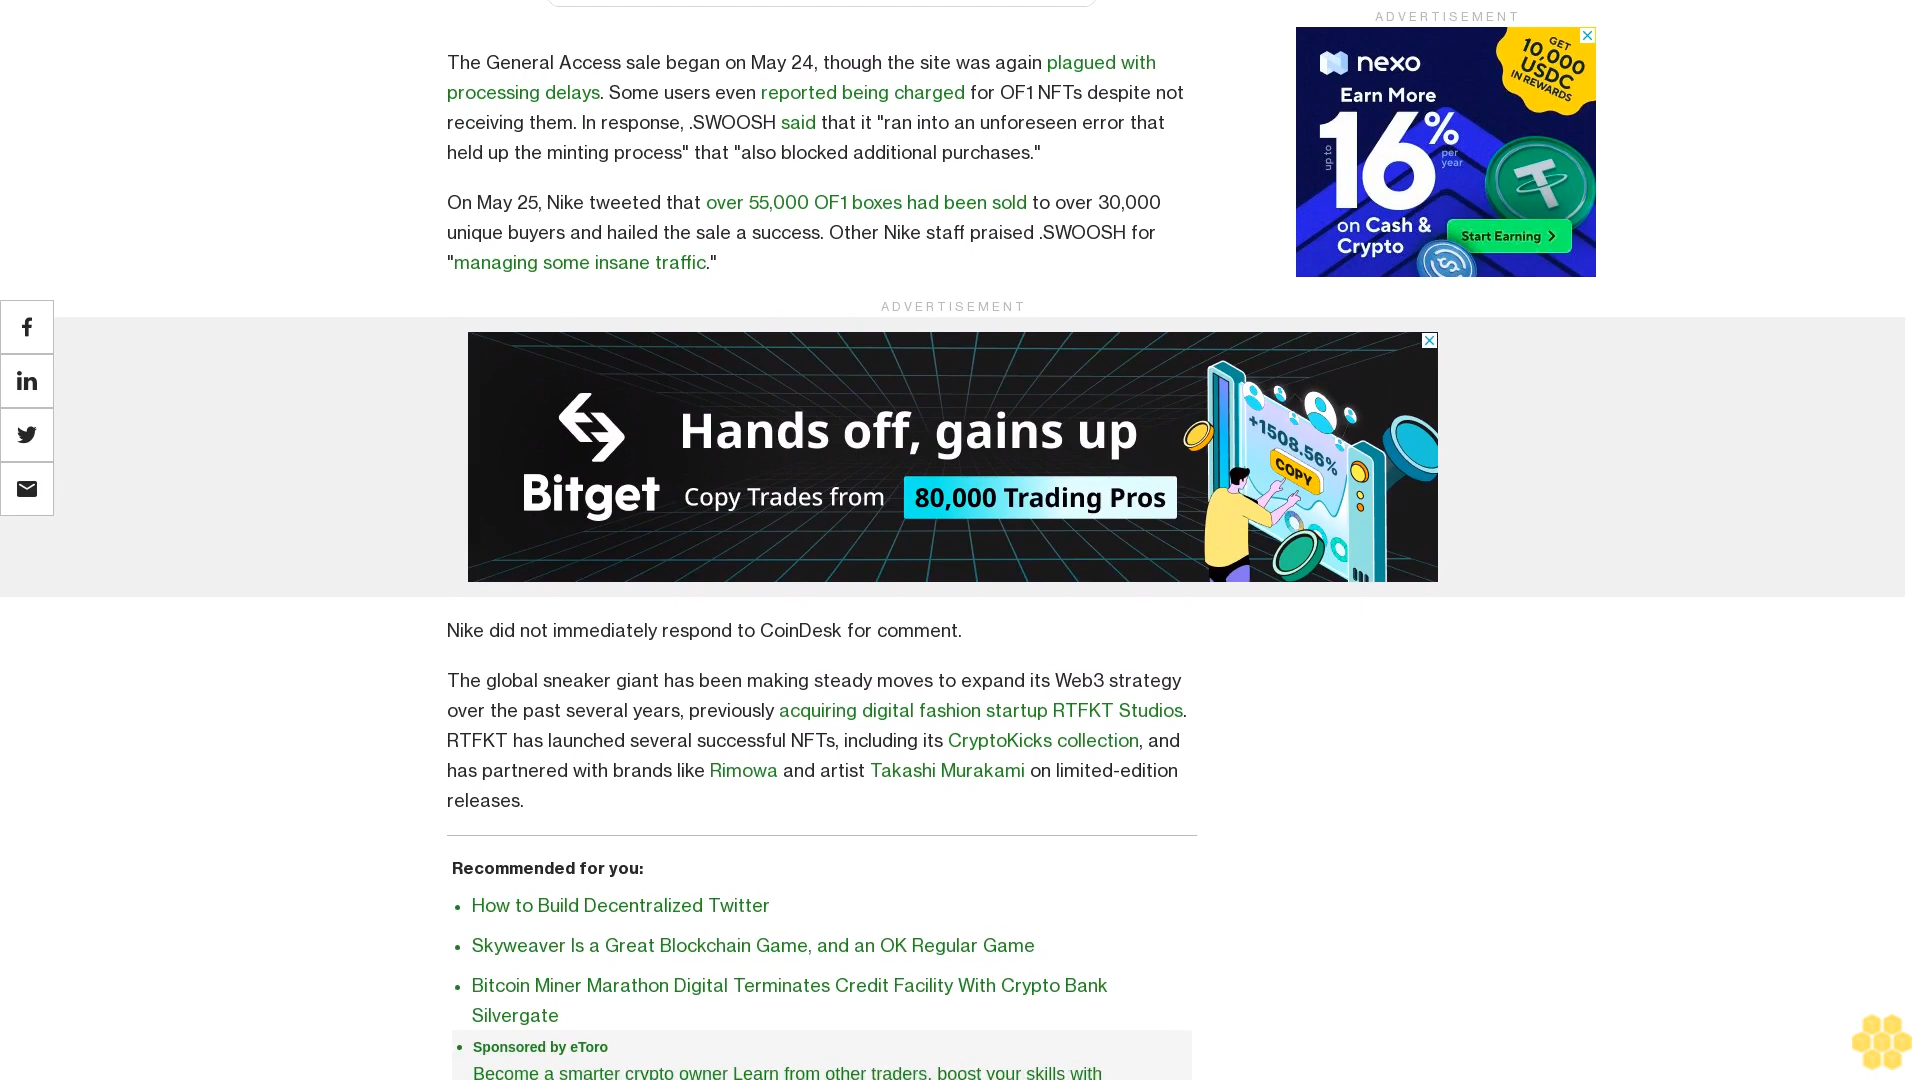 ADVERTISEMENT
nexo
GET
10,000
USDC
IN REWARDS
Earn More
up to
16%
per
year
on Cash &
Crypto
Start Earning
The General Access sale began on May 24, though the site was again plagued with
processing delays. Some users even reported being charged for OF1 NFTs despite not
receiving them. In response, .SWOOSH said that it "ran into an unforeseen error that
held up the minting process" that "also blocked additional purchases."
On May 25, Nike tweeted that over 55,000 OF1 boxes had been sold to over 30,000
unique buyers and hailed the sale a success. Other Nike staff praised .SWOOSH for
"managing some insane traffic."
ADVERTISEMENT
Bitget
Hands off, gains up
Copy Trades from 80,000 Trading Pros
+1508.56%
COPY
Nike did not immediately respond to CoinDesk for comment.
The global sneaker giant has been making steady moves to expand its Web3 strategy
over the past several years, previously acquiring digital fashion startup RTFKT Studios.
RTFKT has launched several successful NFTs, including its CryptoKicks collection, and
has partnered with brands like Rimowa and artist Takashi Murakami on limited-edition
releases.
Recommended for you:
• How to Build Decentralized Twitter
• Skyweaver Is a Great Blockchain Game, and an OK Regular Game
• Bitcoin Miner Marathon Digital Terminates Credit Facility With Crypto Bank
Silvergate
• Sponsored by eToro
Become a smarter crypto owner Learn from other traders, boost your skills with